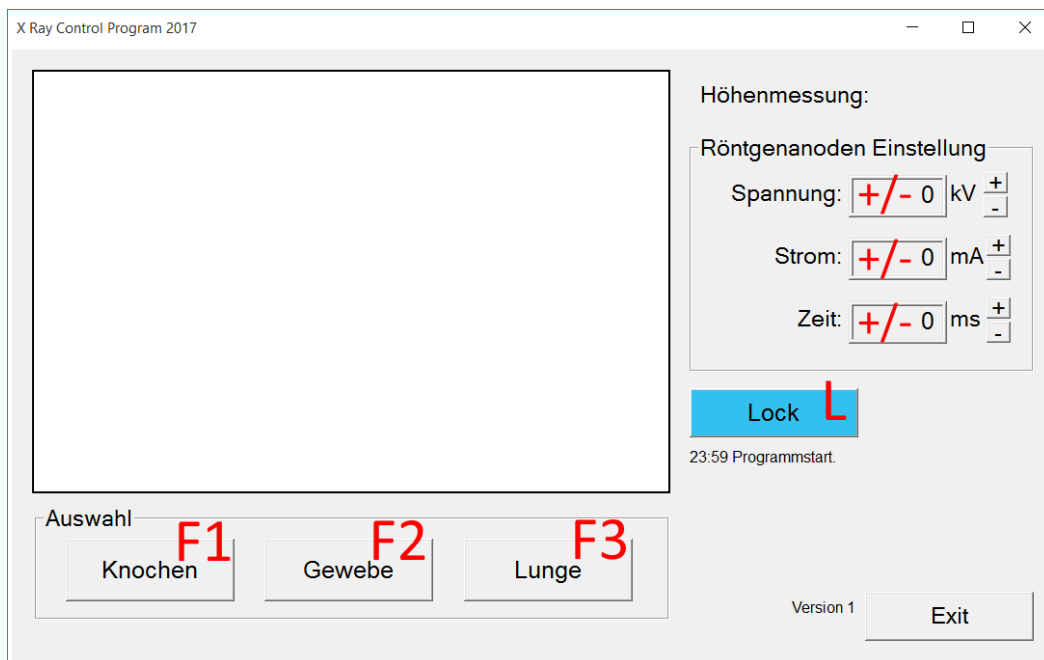 X Ray Control Program 2017
Höhenmessung:
Röntgenanoden Einstellung
Spannung: +/- 0 kV + -
Strom: +/- 0 mA + -
Zeit: +/- 0 ms + -
Lock L
23:59 Programmstart.
Auswahl
Knochen F1 Gewebe F2 Lunge F3
Version 1 Exit